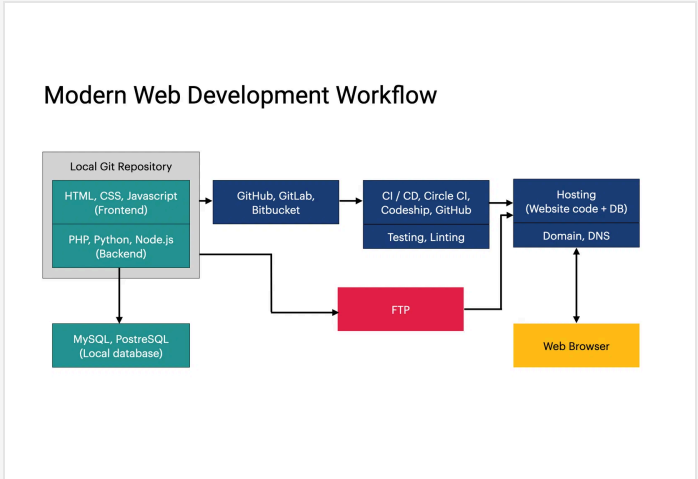 Modern Web Development Workflow
Local Git Repository
HTML, CSS, Javascript
(Frontend)
PHP, Python, Node.js
(Backend)
MySQL, PostreSQL
(Local database)
GitHub, GitLab,
Bitbucket
CI / CD, Circle CI,
Codeship, GitHub
Testing, Linting
FTP
Hosting
(Website code + DB)
Domain, DNS
Web Browser